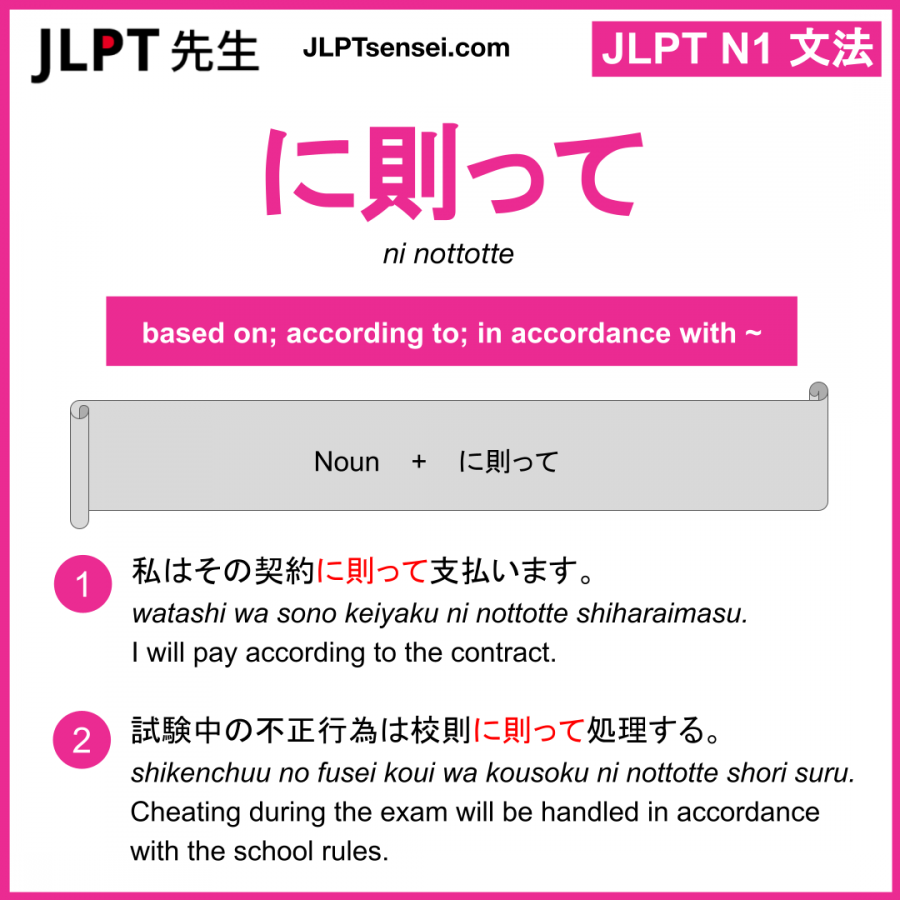 JLPT 先生
JLPTsensei.com
JLPT N1 文法
に則って
ni nottotte
based on; according to; in accordance with ~
Noun + に則って
1
私はその契約に則って支払います。
watashi wa sono keiyaku ni nottotte shiharaimasu.
I will pay according to the contract.
2
試験中の不正行為は校則に則って処理する。
shikenchuu no fusei koui wa kousoku ni nottotte shori suru.
Cheating during the exam will be handled in accordance
with the school rules.